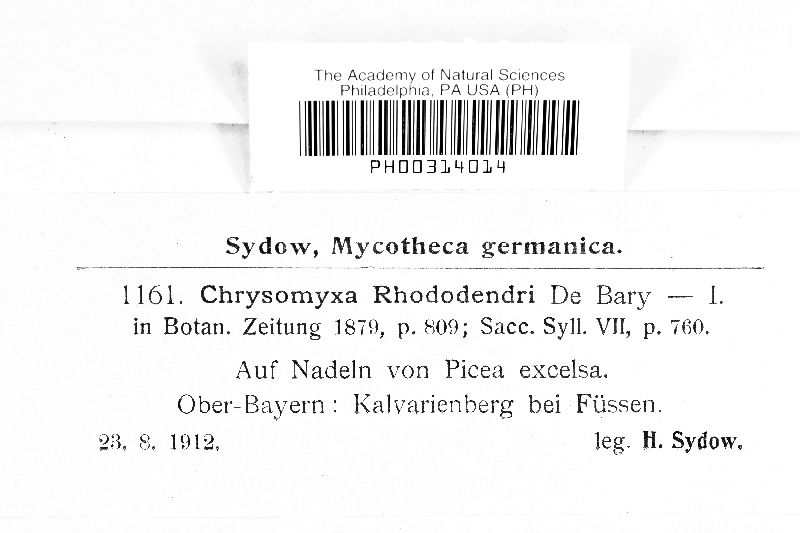 The Academy of Natural Sciences
Philadelphia, PA USA (PH)
PH00314014
Sydow, Mycotheca germanica.
1161. Chrysomyxa Rhododendri De Bary — I.
in Botan. Zeitung 1879, p. 809; Sacc. Syll. VII, p. 760.
Auf Nadeln von Picea excelsa.
Ober-Bayern: Kalvarienberg bei Füssen.
23. 8. 1912. leg. H. Sydow.